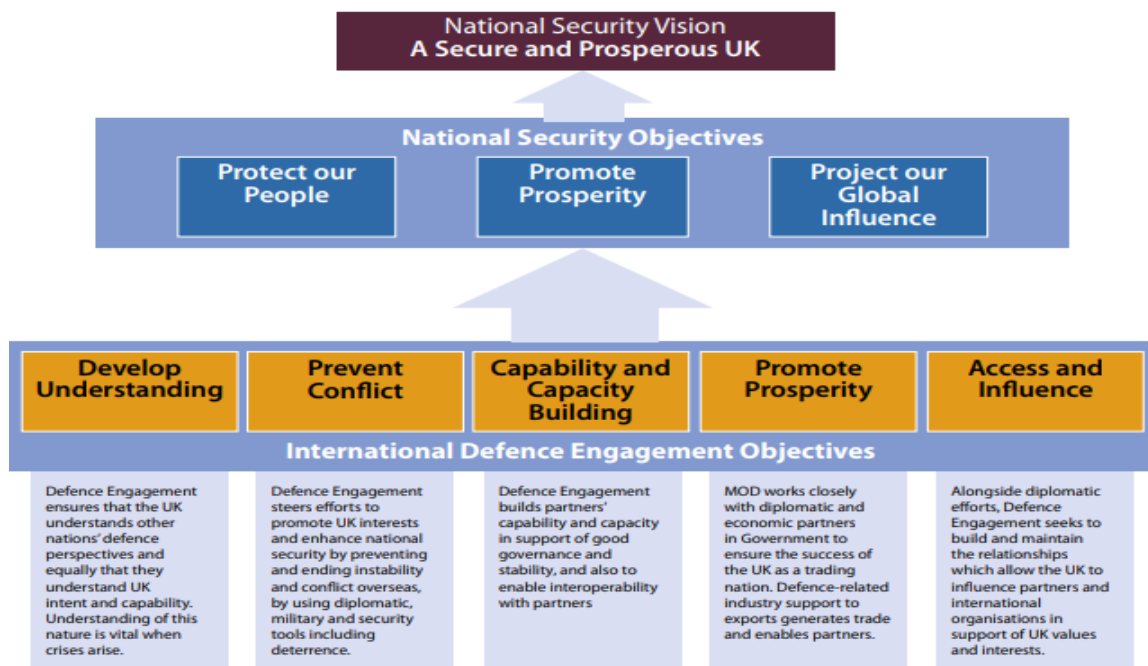 National Security Vision
A Secure and Prosperous UK
National Security Objectives
Protect our
People
Promote
Prosperity
Project our
Global
Influence
Develop
Understanding
Prevent
Conflict
Capability and
Capacity
Building
Promote
Prosperity
Access and
Influence
International Defence Engagement Objectives
Defence Engagement
ensures that the UK
understands other
nations' defence
perspectives and
equally that they
understand UK
intent and capability.
Understanding of this
nature is vital when
crises arise.
Defence Engagement
steers efforts to
promote UK interests
and enhance national
security by preventing
and ending instability
and conflict overseas,
by using diplomatic,
military and security
tools including
deterrence.
Defence Engagement
builds partners'
capability and capacity
in support of good
governance and
stability, and also to
enable interoperability
with partners
MOD works closely
with diplomatic and
economic partners
in Government to
ensure the success of
the UK as a trading
nation. Defence-related
industry support to
exports generates trade
and enables partners.
Alongside diplomatic
efforts, Defence
Engagement seeks to
build and maintain
the relationships
which allow the UK to
influence partners and
international
organisations in
support of UK values
and interests.